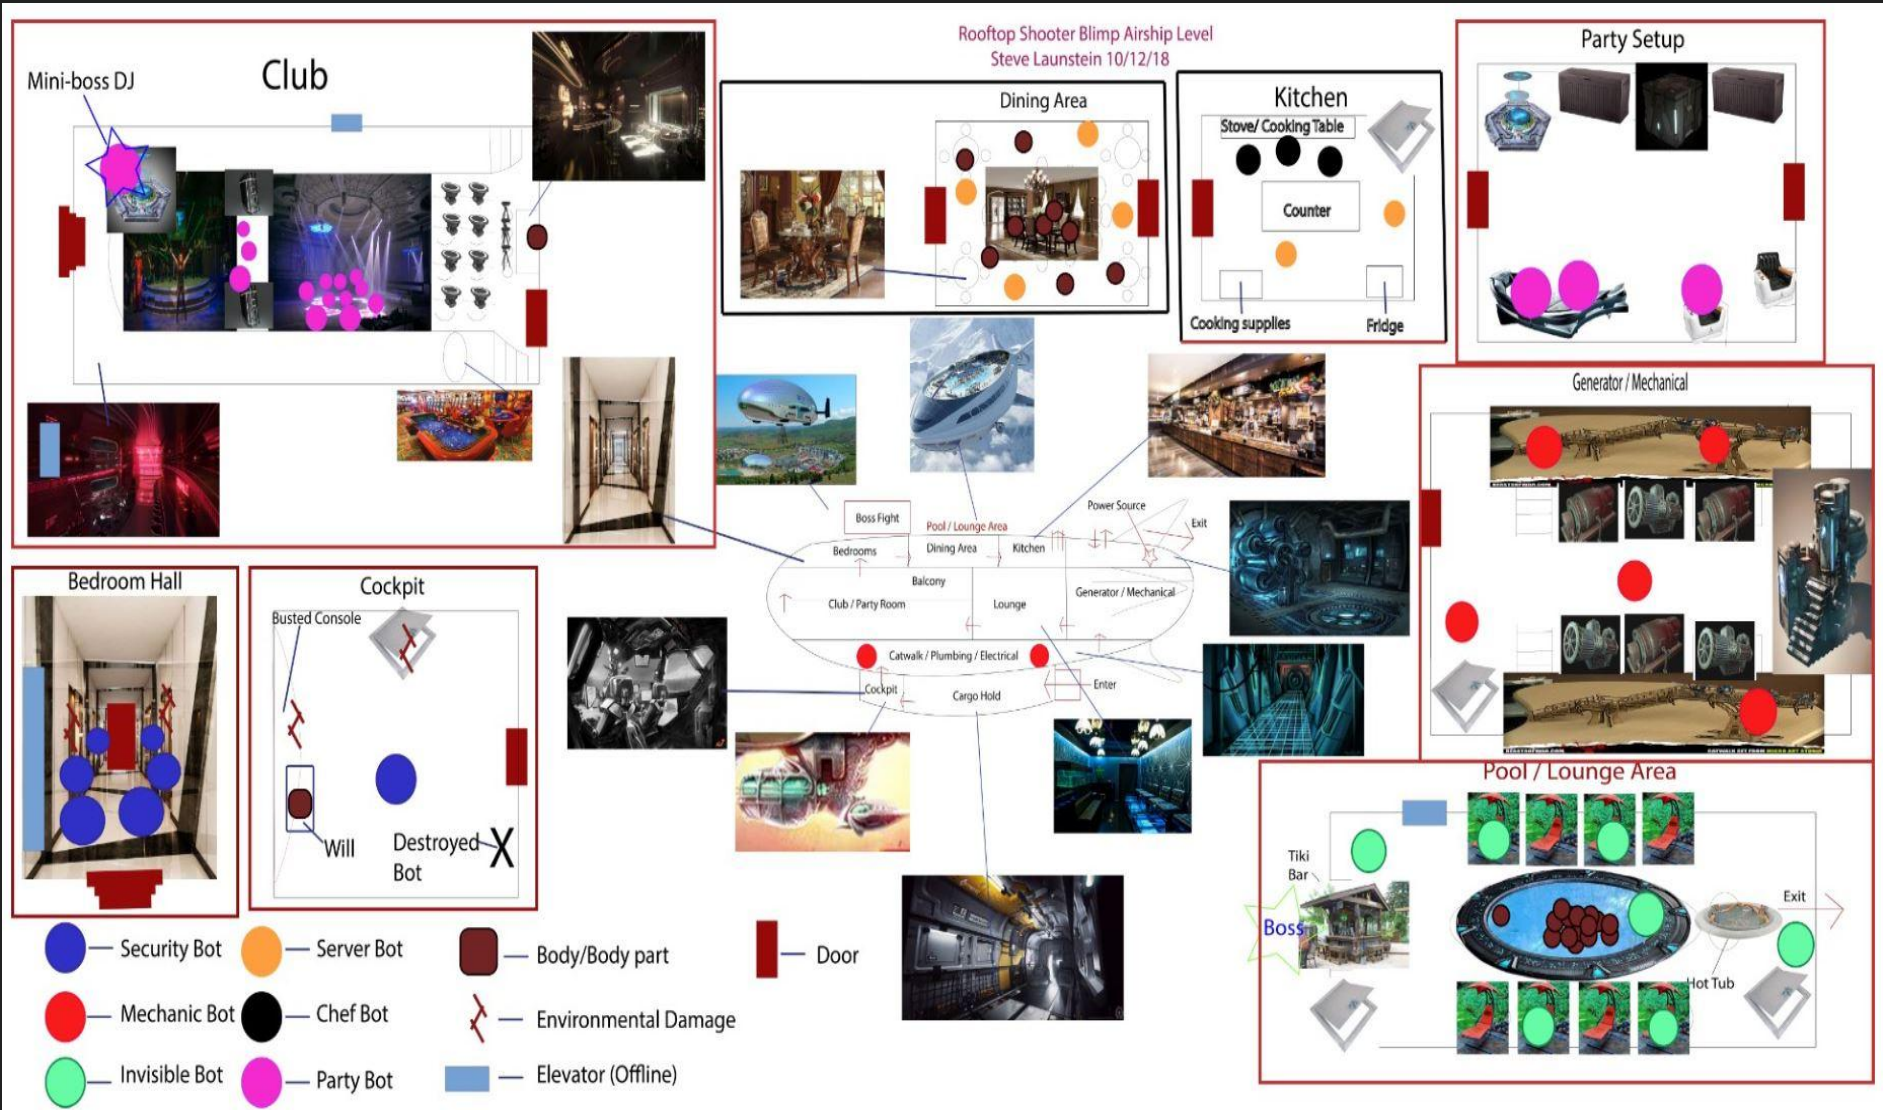 Rooftop Shooter Blimp Airship Level
Steve Launstein 10/12/18
Club
Mini-boss DJ
Dining Area
Kitchen
Stove/ Cooking Table
Counter
Cooking supplies
Fridge
Party Setup
Generator / Mechanical
Boss Fight
Pool / Lounge Area
Power Source
Exit
Bedrooms
Dining Area
Kitchen
Balcony
Club / Party Room
Lounge
Generator / Mechanical
Catwalk / Plumbing / Electrical
Cockpit
Cargo Hold
Enter
Bedroom Hall
Cockpit
Busted Console
Will
Destroyed
Bot
Pool / Lounge Area
Tiki
Bar
Boss
Exit
Hot Tub
Security Bot
Server Bot
Body/Body part
Door
Mechanic Bot
Chef Bot
Environmental Damage
Invisible Bot
Party Bot
Elevator (Offline)